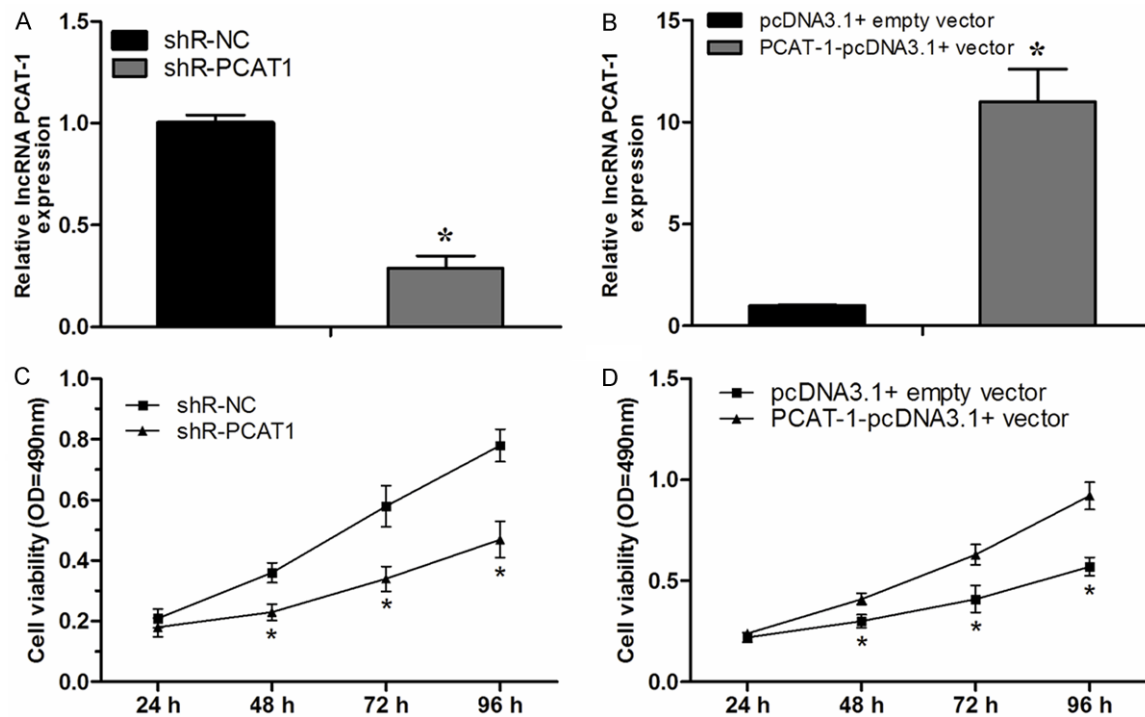 A
Relative lncRNA PCAT-1
expression
1.5
1.0
0.5
0.0
shR-NC
shR-PCAT1
*
B
Relative lncRNA PCAT-1
expression
15
10
5
0
pcDNA3.1+ empty vector
PCAT-1-pcDNA3.1+ vector
*
C
Cell viability (OD=490nm)
1.0
0.8
0.6
0.4
0.2
0.0
shR-NC
shR-PCAT1
* * *
24 h 48 h 72 h 96 h
D
Cell viability (OD=490nm)
1.5
1.0
0.5
0.0
pcDNA3.1+ empty vector
PCAT-1-pcDNA3.1+ vector
* * *
24 h 48 h 72 h 96 h